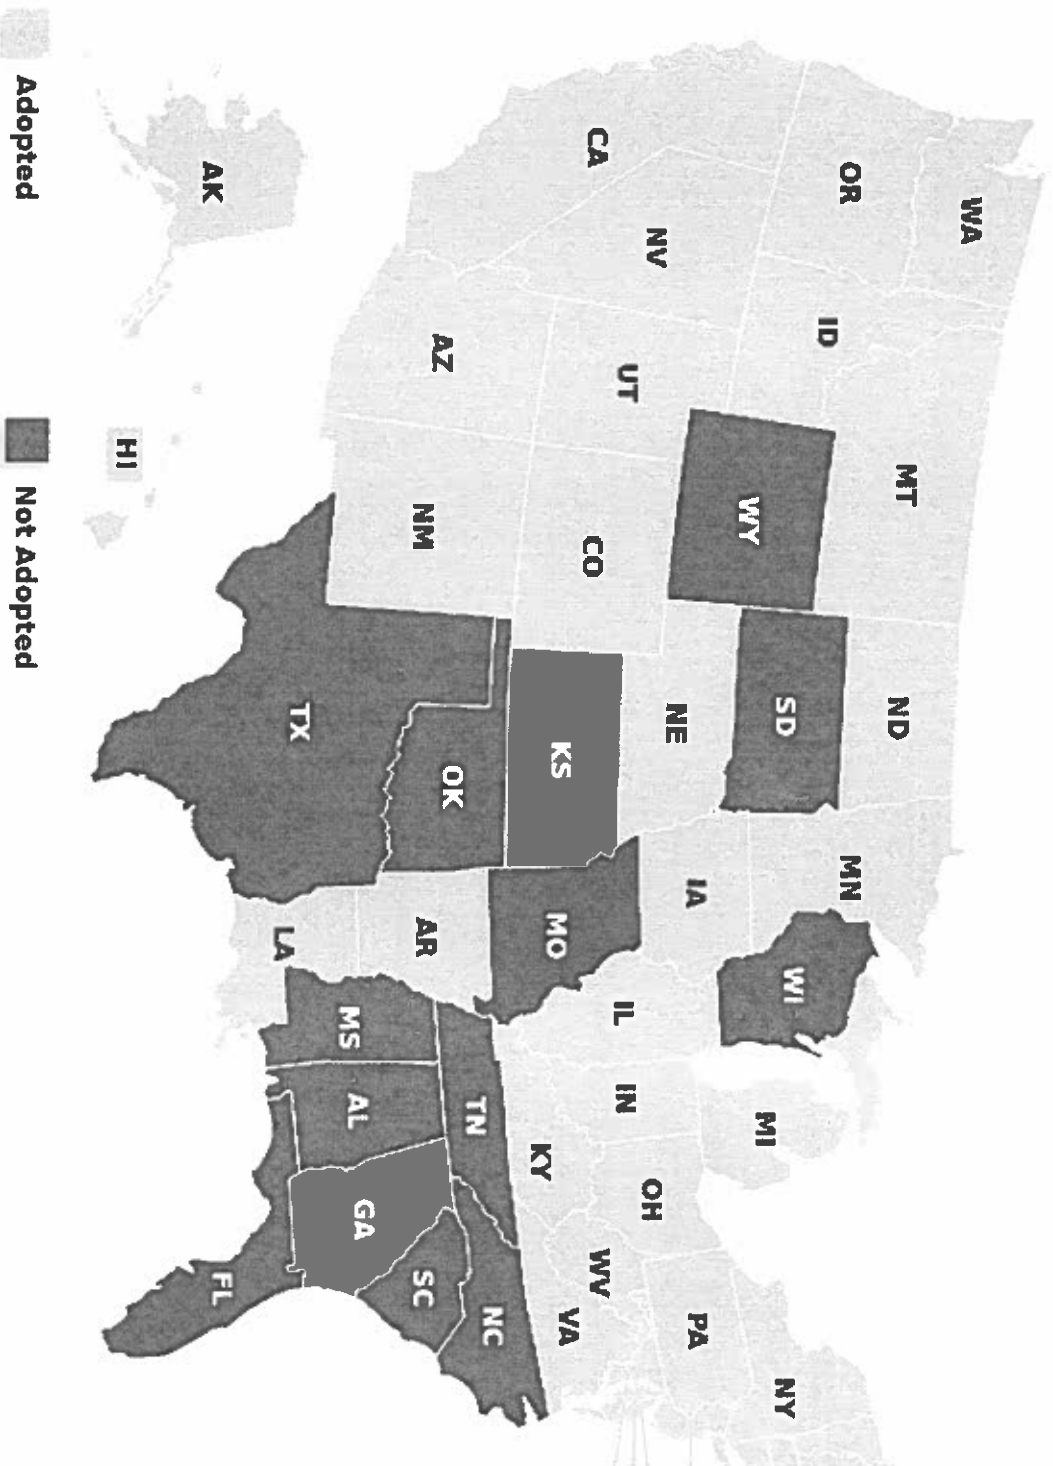 WA
OR
CA
NV
ID
MT
WY
UT
AZ
CO
NM
ND
SD
NE
KS
OK
TX
MN
IA
MO
AR
LA
WI
IL
MS
MI
IN
OH
KY
TN
AL
GA
FL
SC
NC
VA
WV
PA
NY
AK
HI
Adopted
Not Adopted